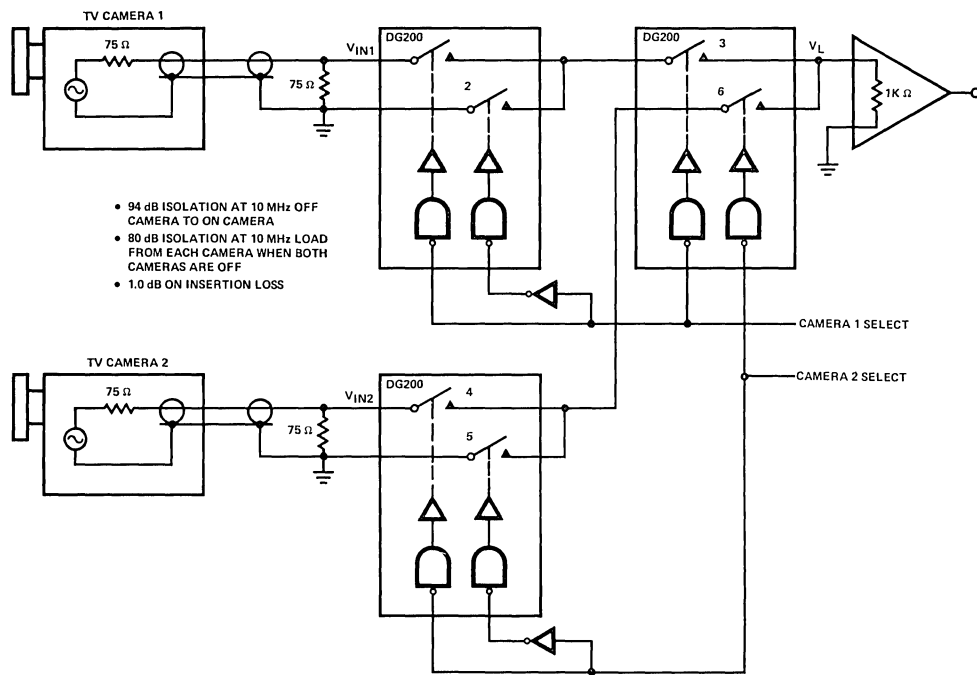 TV CAMERA 1
75 Ω
75 Ω
V_IN1
DG200
2
DG200
3
6
V_L
1K Ω
• 94 dB ISOLATION AT 10 MHz OFF
CAMERA TO ON CAMERA
• 80 dB ISOLATION AT 10 MHz LOAD
FROM EACH CAMERA WHEN BOTH
CAMERAS ARE OFF
• 1.0 dB ON INSERTION LOSS
CAMERA 1 SELECT
CAMERA 2 SELECT
TV CAMERA 2
75 Ω
75 Ω
V_IN2
DG200
4
5